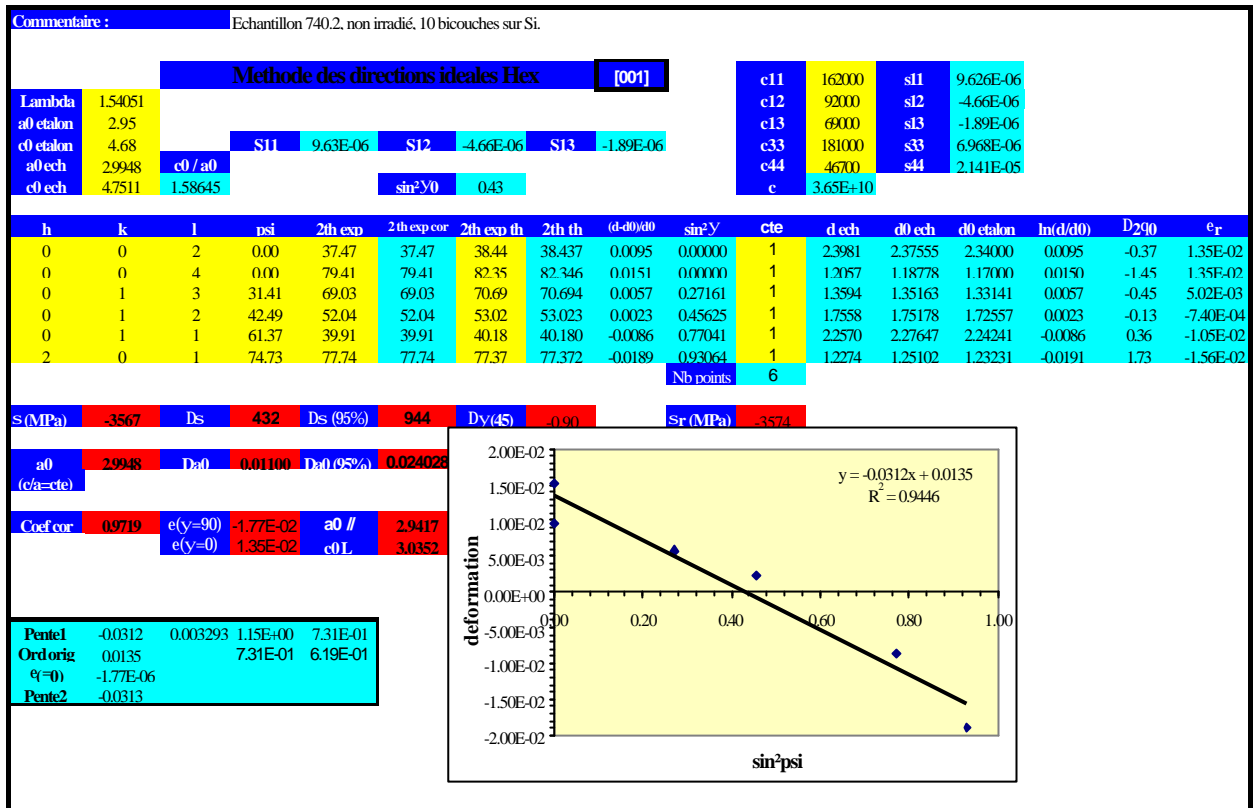 Commentaire : Echantillon 740.2, non irradié, 10 bicouches sur Si.
Methode des directions ideales Hex [001] c11 162000 s11 9.626E-06
Lambda 1.54051 c12 92000 s12 -4.66E-06
a0 etalon 2.95 c13 69000 s13 -1.89E-06
c0 etalon 4.68 S11 9.63E-06 S12 -4.66E-06 S13 -1.89E-06 c33 181000 s33 6.968E-06
a0 ech 2.9948 c0 / a0 c44 46700 s44 2.141E-05
c0 ech 4.7511 1.58645 sin²y0 0.43 c 3.65E+10
h k l psi 2th exp 2 th exp cor 2th exp th 2th th (d-d0)/d0 sin²y cte d ech d0 ech d0 etalon ln(d/d0) D2q0 er
0 0 2 0.00 37.47 37.47 38.44 38.437 0.0095 0.00000 1 2.3981 2.37555 2.34000 0.0095 -0.37 1.35E-02
0 0 4 0.00 79.41 79.41 82.35 82.346 0.0151 0.00000 1 1.2057 1.18778 1.17000 0.0150 -1.45 1.35E-02
0 1 3 31.41 69.03 69.03 70.69 70.694 0.0057 0.27161 1 1.3594 1.35163 1.33141 0.0057 -0.45 5.02E-03
0 1 2 42.49 52.04 52.04 53.02 53.023 0.0023 0.45625 1 1.7558 1.75178 1.72557 0.0023 -0.13 -7.40E-04
0 1 1 61.37 39.91 39.91 40.18 40.180 -0.0086 0.77041 1 2.2570 2.27647 2.24241 -0.0086 0.36 -1.05E-02
2 0 1 74.73 77.74 77.74 77.37 77.372 -0.0189 0.93064 1 1.2274 1.25102 1.23231 -0.0191 1.73 -1.56E-02
Nb points 6
s (MPa) -3567 Ds 432 Ds (95%) 944 Dy(45) -0.90 sr (MPa) -3574
a0 2.9948 Da0 0.01100 Da0 (95%) 0.024028
(c/a=cte)
Coef cor 0.9719 e(y=90) -1.77E-02 a0 // 2.9417
e(y=0) 1.35E-02 c0 L 3.0352
Pente1 -0.0312 0.003293 1.15E+00 7.31E-01
Ord orig 0.0135 7.31E-01 6.19E-01
e(=0) -1.77E-06
Pente2 -0.0313
2.00E-02
y = -0.0312x + 0.0135
R² = 0.9446
1.50E-02
1.00E-02
5.00E-03
0.00E+00
0.00 0.20 0.40 0.60 0.80 1.00
-5.00E-03
-1.00E-02
-1.50E-02
-2.00E-02
deformation
sin²psi